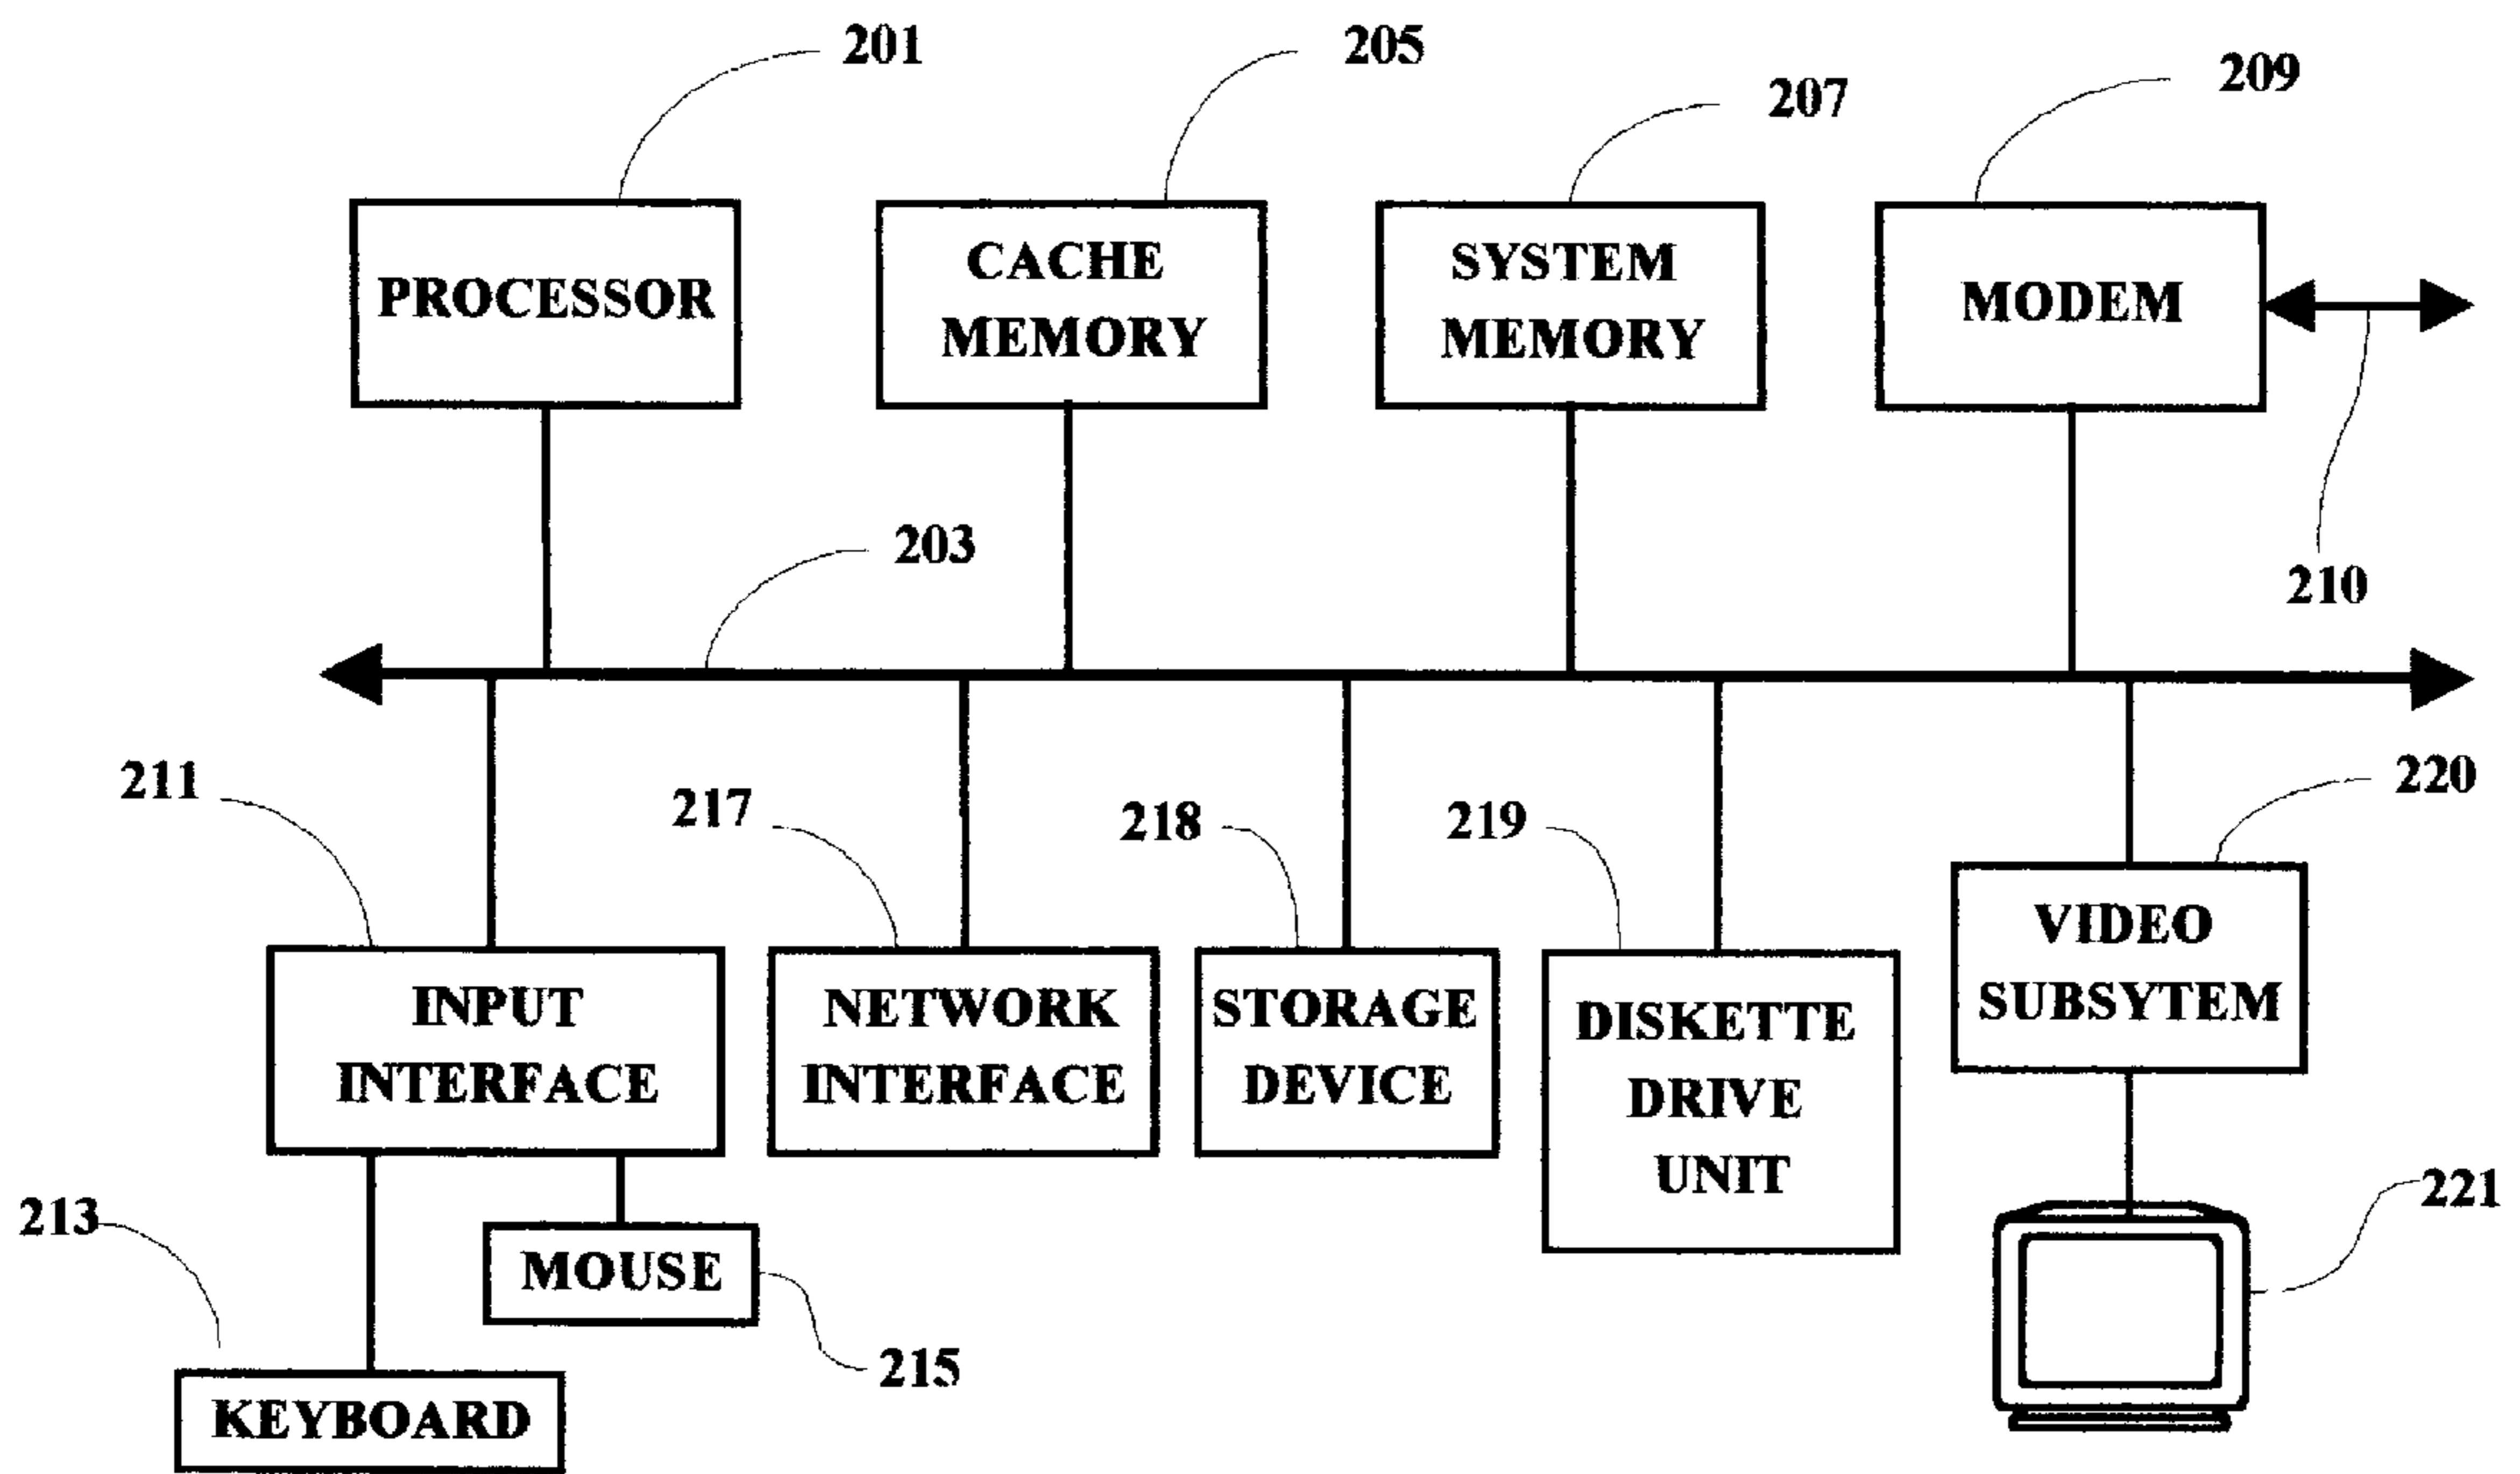 201
205
207
209
PROCESSOR
CACHE
MEMORY
SYSTEM
MEMORY
MODEM
203
210
211
217
218
219
220
INPUT
INTERFACE
NETWORK
INTERFACE
STORAGE
DEVICE
DISKETTE
DRIVE
UNIT
VIDEO
SUBSYTEM
213
MOUSE
215
221
KEYBOARD